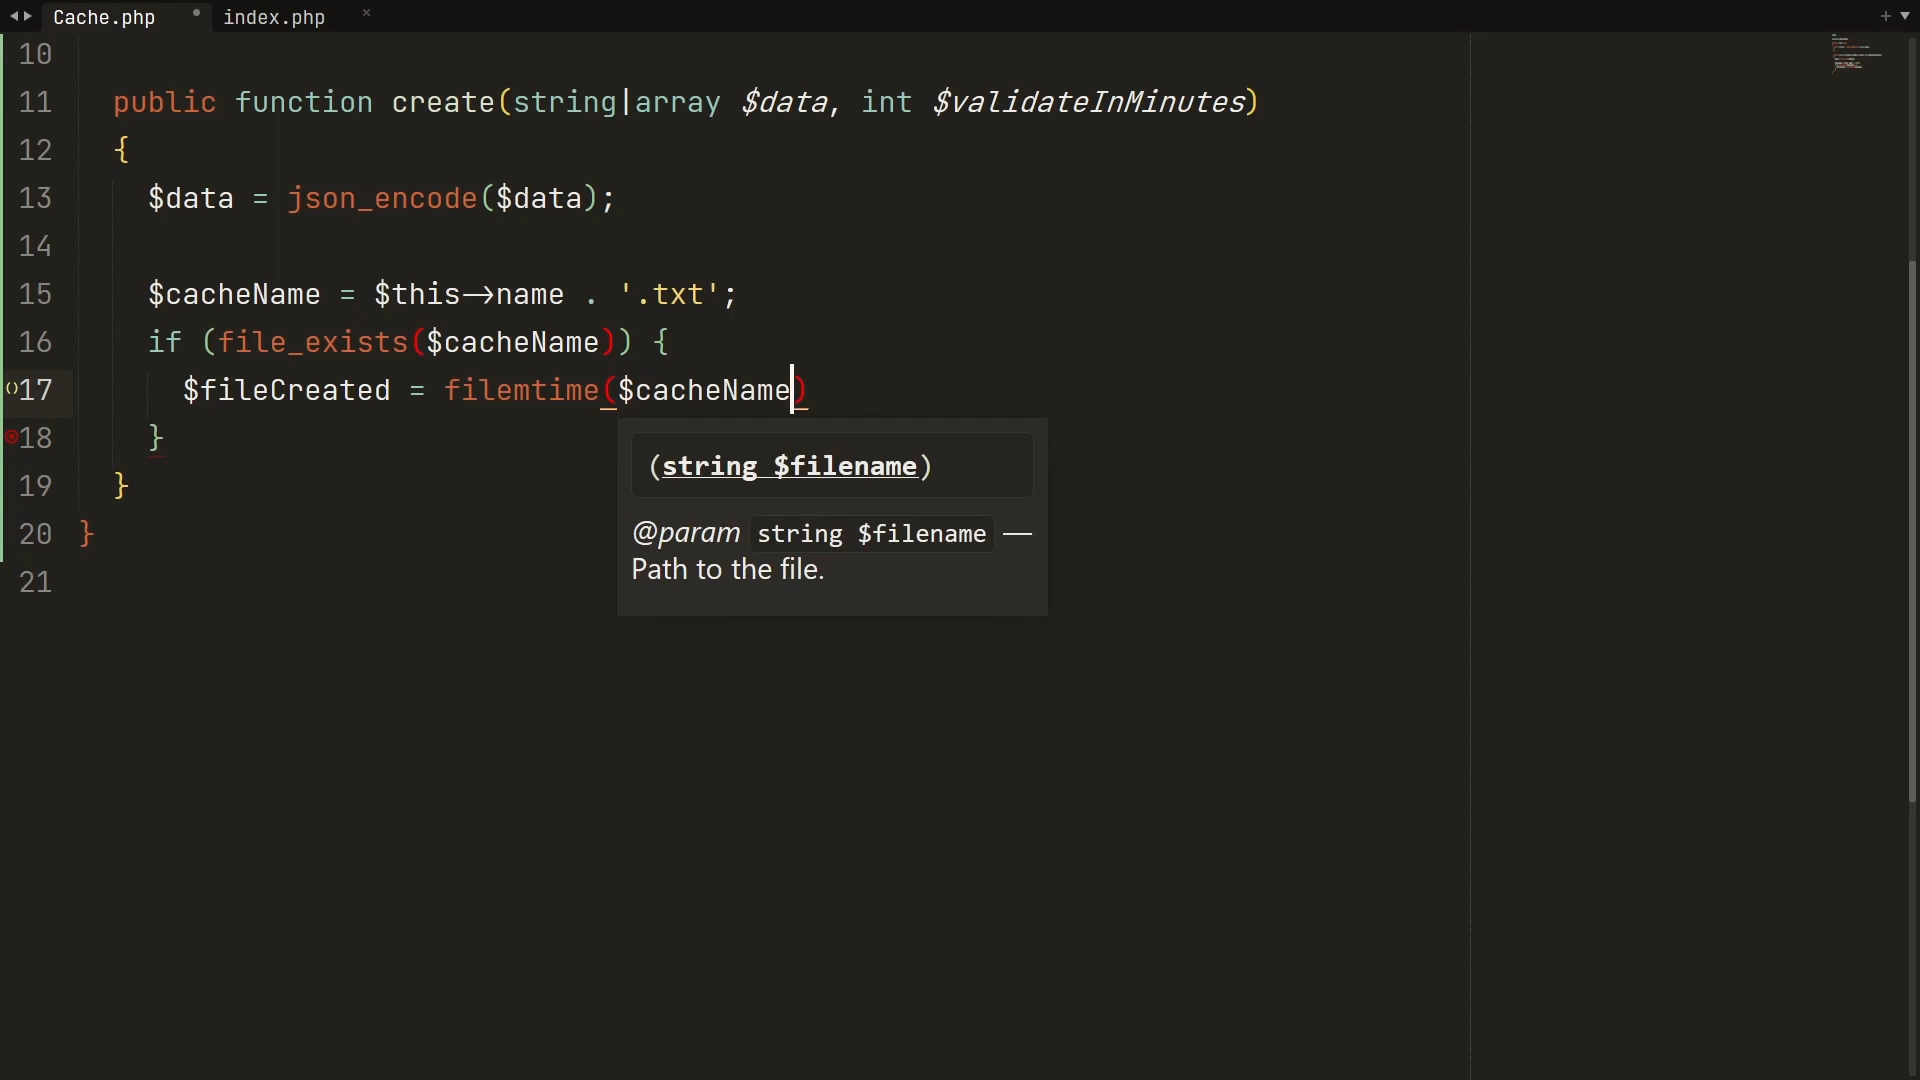 Cache.php index.php
10
11 public function create(string|array $data, int $validateInMinutes)
12 {
13 $data = json_encode($data);
14
15 $cacheName = $this->name . '.txt';
16 if (file_exists($cacheName)) {
17 $fileCreated = filemtime($cacheName)
(string $filename)
18 }
19 }
@param string $filename —
20 }
Path to the file.
21